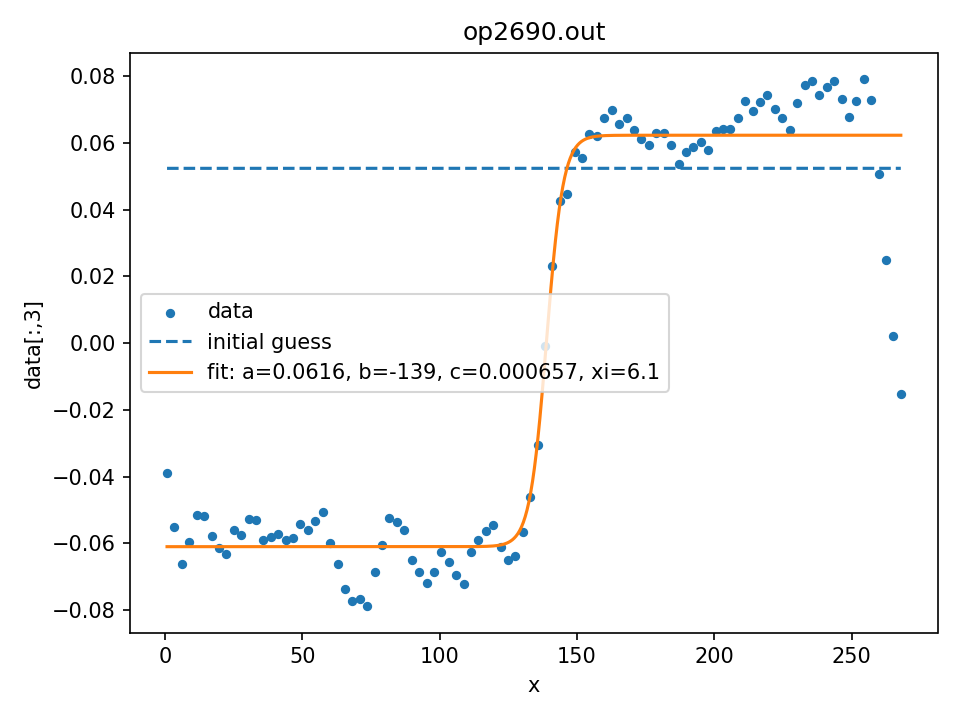 op2690.out
0.08
0.06
0.04
0.02
0.00
−0.02
−0.04
−0.06
−0.08
data[:,3]
data
initial guess
fit: a=0.0616, b=-139, c=0.000657, xi=6.1
0 50 100 150 200 250
x